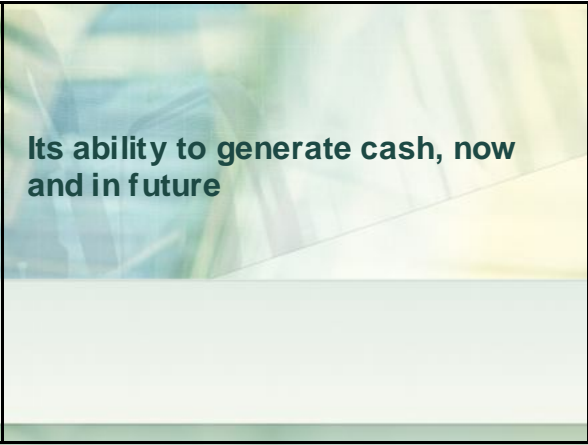 Its ability to generate cash, now
and in future